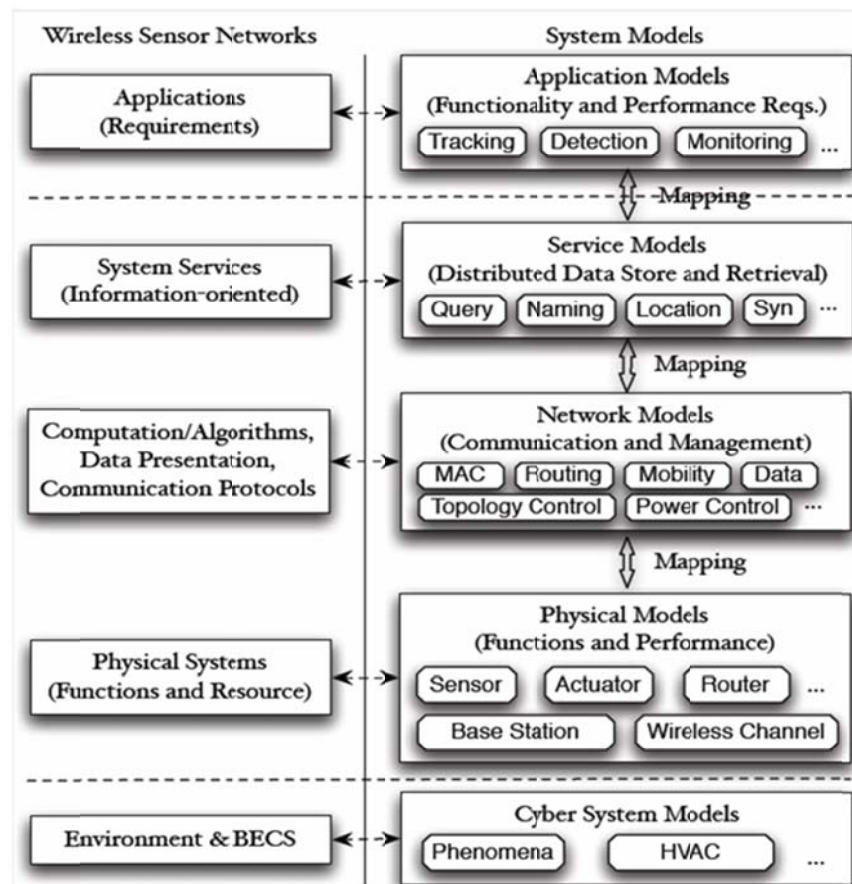 Wireless Sensor Networks
System Models
Applications
(Requirements)
Application Models
(Functionality and Performance Reqs.)
Tracking Detection Monitoring ...
Mapping
System Services
(Information-oriented)
Service Models
(Distributed Data Store and Retrieval)
Query Naming Location Syn ...
Mapping
Computation/Algorithms,
Data Presentation,
Communication Protocols
Network Models
(Communication and Management)
MAC Routing Mobility Data
Topology Control Power Control ...
Mapping
Physical Systems
(Functions and Resource)
Physical Models
(Functions and Performance)
Sensor Actuator Router ...
Base Station Wireless Channel
Environment & BECS
Cyber System Models
Phenomena HVAC ...